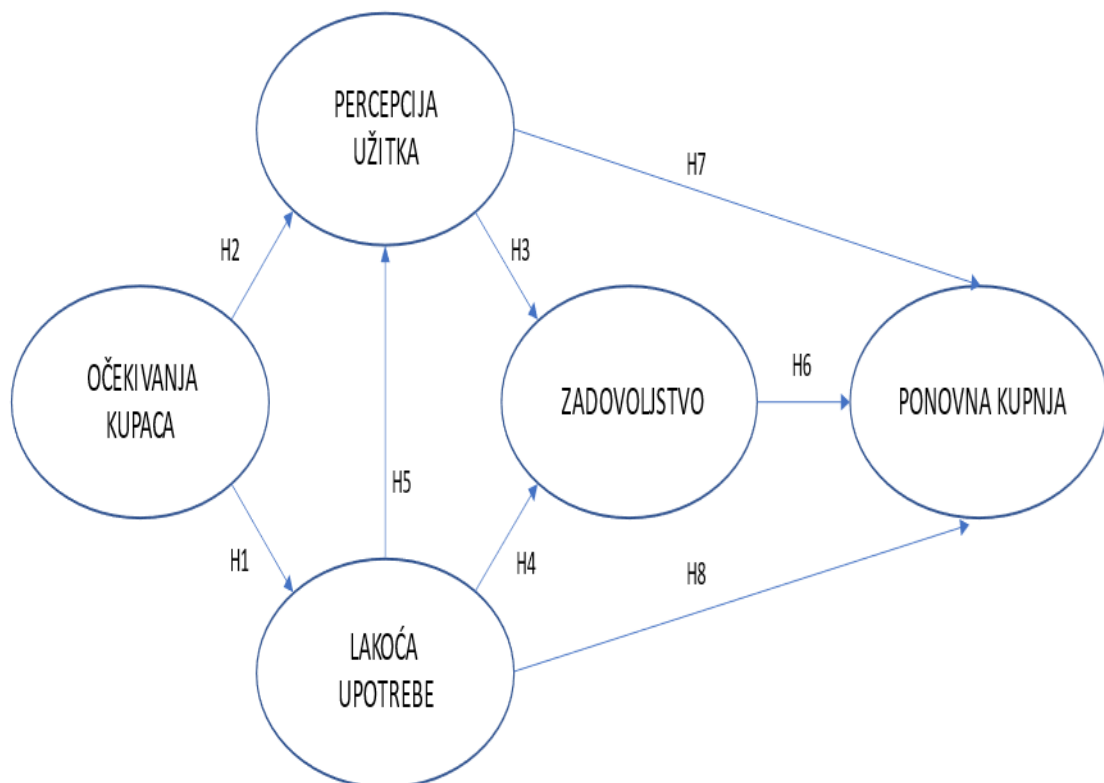 PERCEPCIJA
UŽITKA
H7
H2
H3
OČEKIVANJA
KUPACA
ZADOVOLJSTVO
H6
PONOVNA KUPNJA
H5
H1
H4
H8
LAKOĆA
UPOTREBE